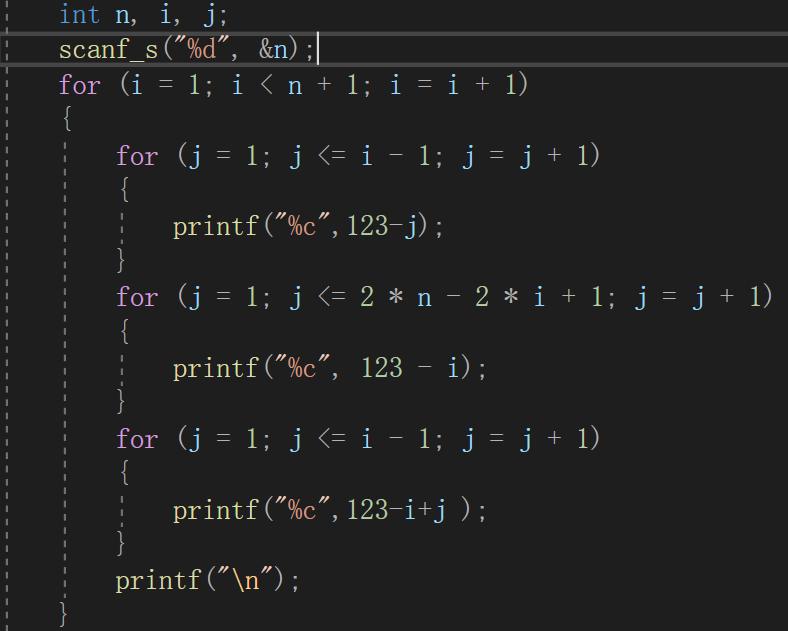 int n, i, j;
scanf_s("%d", &n);
for (i = 1; i < n + 1; i = i + 1)
{
for (j = 1; j <= i - 1; j = j + 1)
{
printf("%c",123-j);
}
for (j = 1; j <= 2 * n - 2 * i + 1; j = j + 1)
{
printf("%c", 123 - i);
}
for (j = 1; j <= i - 1; j = j + 1)
{
printf("%c",123-i+j );
}
printf("\n");
}